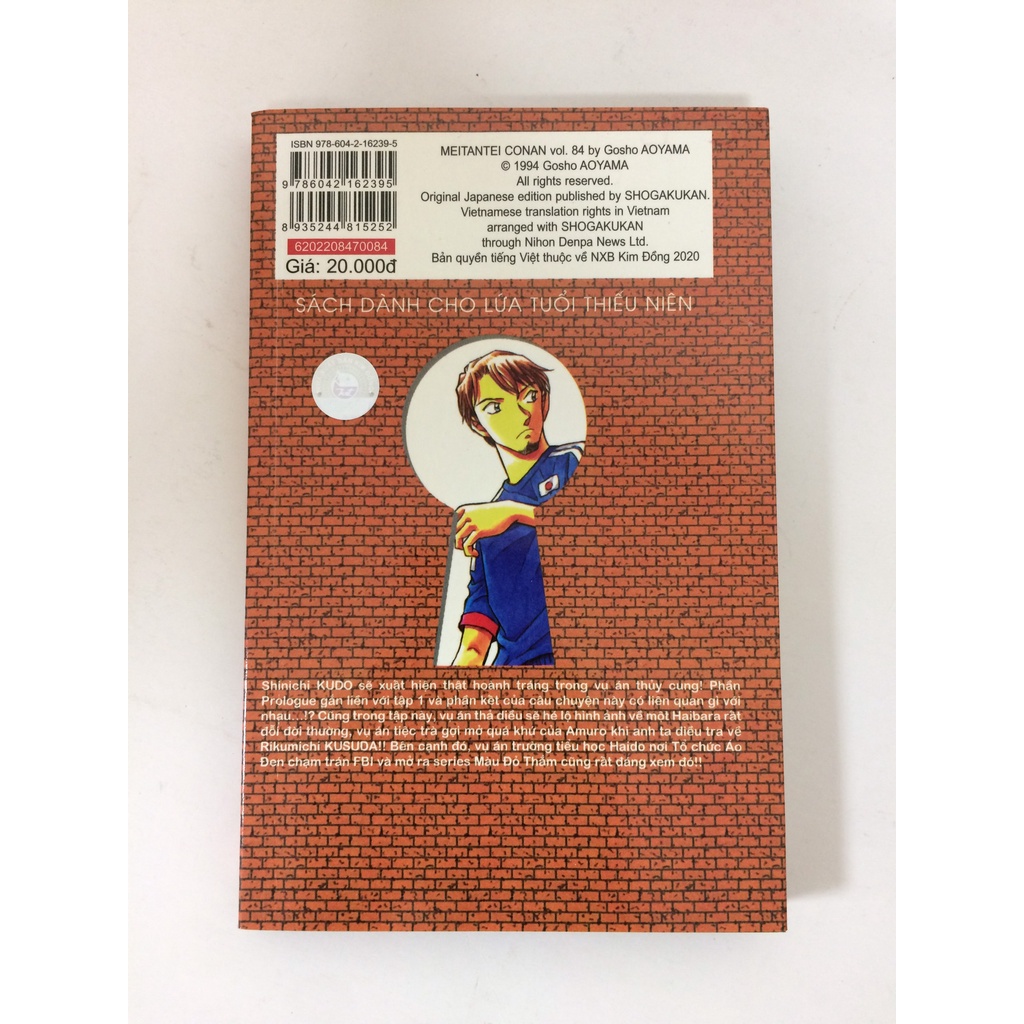 ISBN 978-604-2-16239-5
9 786042 162395
8 935244 815252
6202208470084
Giá: 20.000đ
MEITANTEI CONAN vol. 84 by Gosho AOYAMA
© 1994 Gosho AOYAMA
All rights reserved.
Original Japanese edition published by SHOGAKUKAN.
Vietnamese translation rights in Vietnam
arranged with SHOGAKUKAN
through Nihon Denpa News Ltd.
Bản quyền tiếng Việt thuộc về NXB Kim Đồng 2020
SÁCH DÀNH CHO LỨA TUỔI THIẾU NIÊN
Shinichi KUDO sẽ xuất hiện thật hoành tráng trong vụ án thủy cung! Phần
Prologue gắn liền với tập 1 và phần kết của câu chuyện này có liên quan gì với
nhau...!? Cũng trong tập này, vụ án thả diều sẽ hé lộ hình ảnh về một Haibara rất
đỗi đời thường, vụ án tiệc trà gợi mở quá khứ của Amuro khi anh ta điều tra về
Rikumichi KUSUDA!! Bên cạnh đó, vụ án trường tiểu học Haido nơi Tổ chức Áo
Đen chạm trán FBI và mở ra series Màu Đỏ Thẫm cũng rất đáng xem đó!!